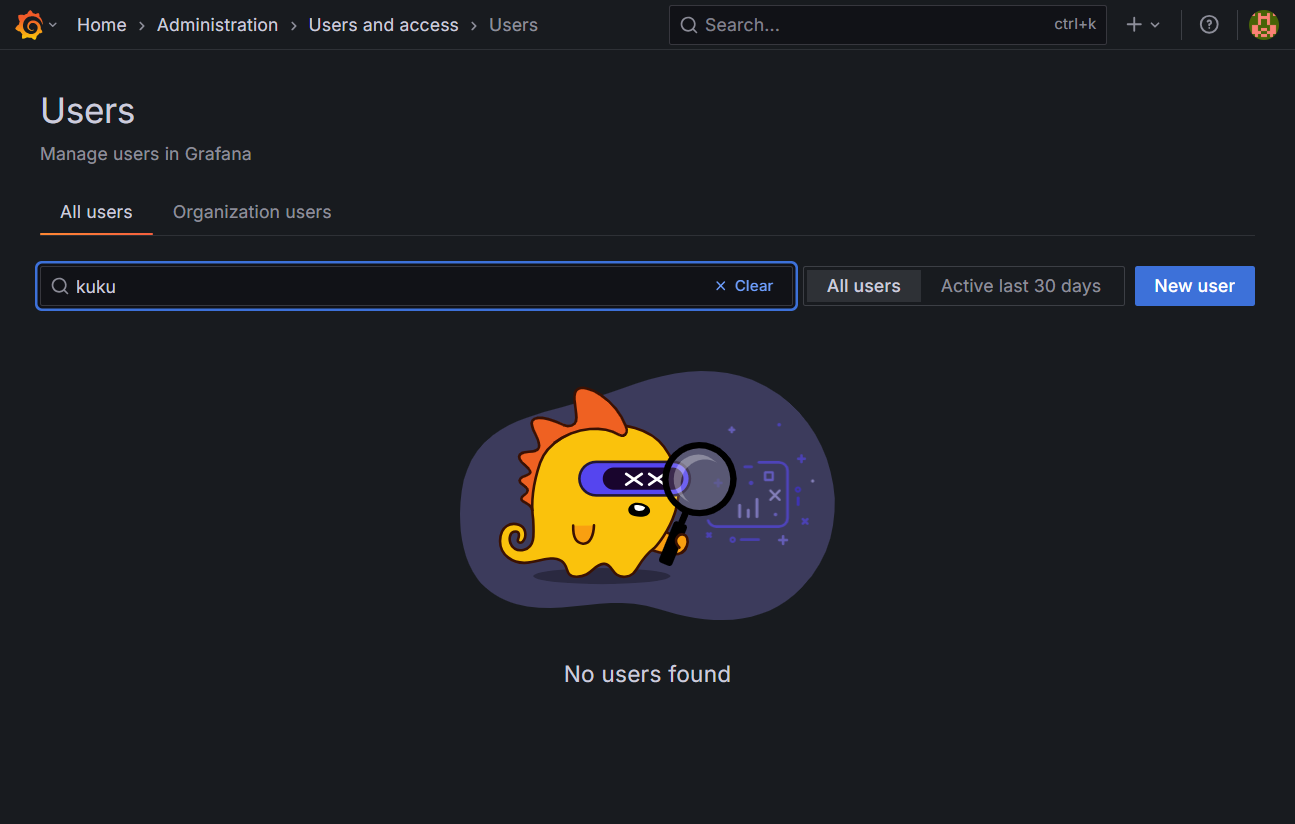 Home > Administration > Users and access > Users
Search... ctrl+k
Users
Manage users in Grafana
All users Organization users
kuku Clear All users Active last 30 days New user
No users found